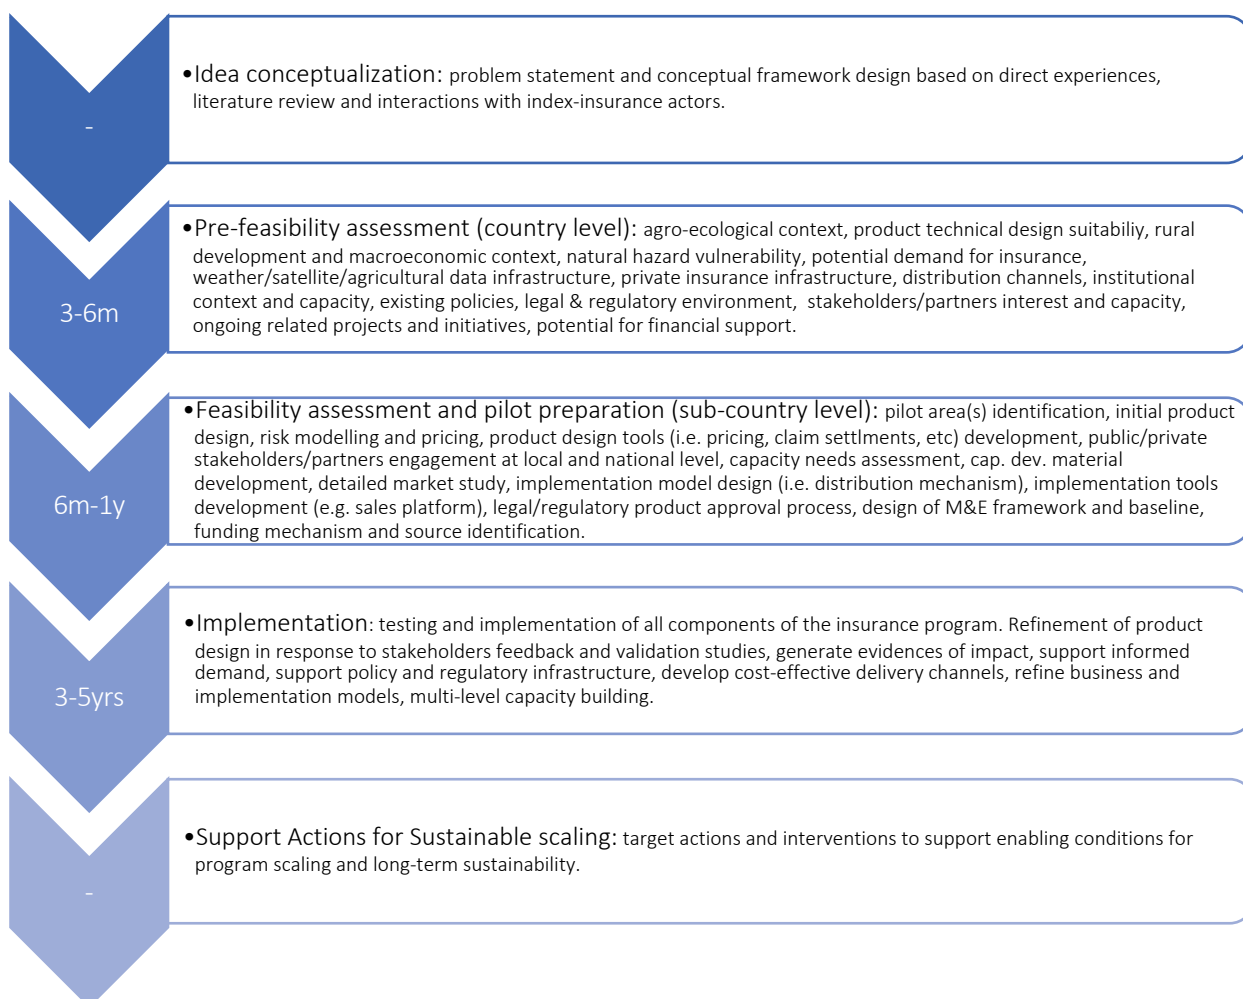 -
•Idea conceptualization: problem statement and conceptual framework design based on direct experiences,
literature review and interactions with index-insurance actors.
3-6m
•Pre-feasibility assessment (country level): agro-ecological context, product technical design suitabiliy, rural
development and macroeconomic context, natural hazard vulnerability, potential demand for insurance,
weather/satellite/agricultural data infrastructure, private insurance infrastructure, distribution channels, institutional
context and capacity, existing policies, legal & regulatory environment, stakeholders/partners interest and capacity,
ongoing related projects and initiatives, potential for financial support.
6m-1y
•Feasibility assessment and pilot preparation (sub-country level): pilot area(s) identification, initial product
design, risk modelling and pricing, product design tools (i.e. pricing, claim settlments, etc) development, public/private
stakeholders/partners engagement at local and national level, capacity needs assessment, cap. dev. material
development, detailed market study, implementation model design (i.e. distribution mechanism), implementation tools
development (e.g. sales platform), legal/regulatory product approval process, design of M&E framework and baseline,
funding mechanism and source identification.
3-5yrs
•Implementation: testing and implementation of all components of the insurance program. Refinement of product
design in response to stakeholders feedback and validation studies, generate evidences of impact, support informed
demand, support policy and regulatory infrastructure, develop cost-effective delivery channels, refine business and
implementation models, multi-level capacity building.
-
•Support Actions for Sustainable scaling: target actions and interventions to support enabling conditions for
program scaling and long-term sustainability.